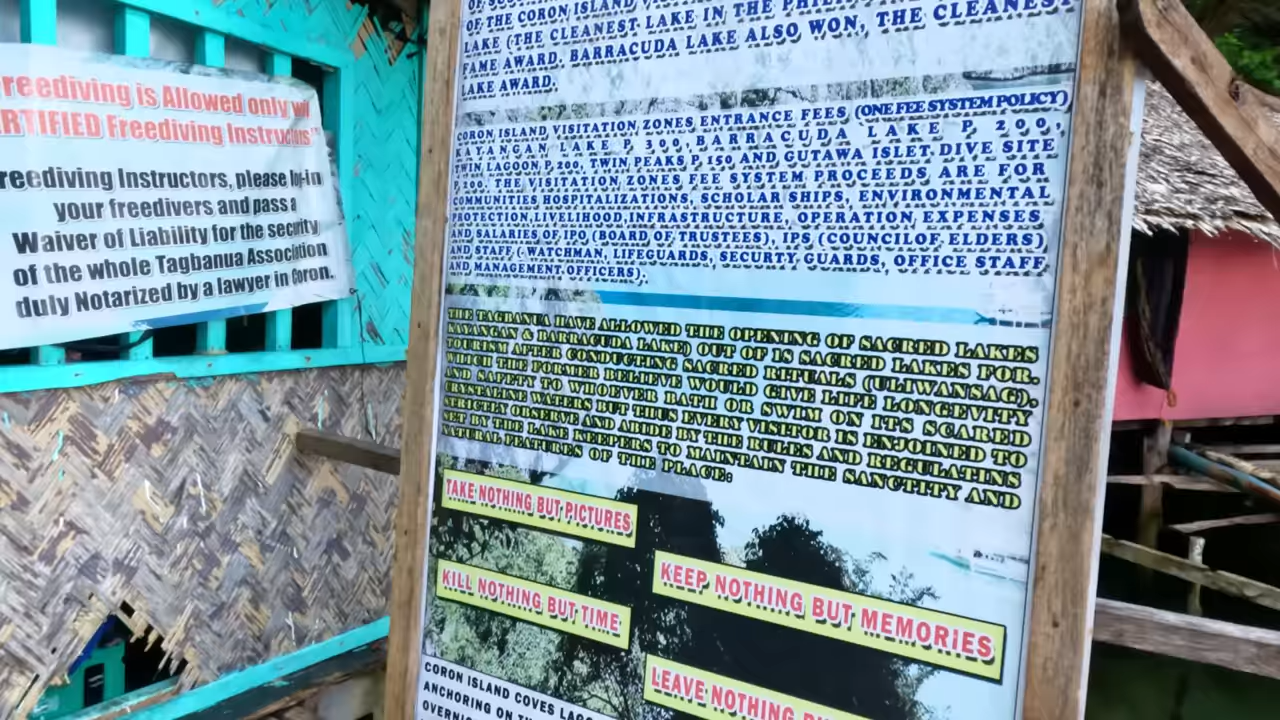 reediving is Allowed only w/
ERTIFIED Freediving Instructors"
reediving Instructors, please log-in
your freedivers and pass a
Waiver of Liability for the security
of the whole Tagbanua Association
duly Notarized by a lawyer in Coron.
OF THE CORON ISLAND
LAKE (THE CLEANEST LAKE IN THE
FAME AWARD. BARRACUDA LAKE ALSO WON, THE CLEANEST
LAKE AWARD.
CORON ISLAND VISITATION ZONES ENTRANCE FEES (ONE FEE SYSTEM POLICY)
KAYANGAN LAKE P 300, BARRACUDA LAKE P 200,
TWIN LAGOON P 200, TWIN PEAKS P 150 AND GUTAWA ISLET DIVE SITE
P 200. THE VISITATION ZONES FEE SYSTEM PROCEEDS ARE FOR
COMMUNITIES HOSPITALIZATIONS, SCHOLAR SHIPS, ENVIRONMENTAL
PROTECTION, LIVELIHOOD, INFRASTRUCTURE, OPERATION EXPENSES
AND SALARIES OF IPO (BOARD OF TRUSTEES), IPS (COUNCIL OF ELDERS)
AND STAFF ( WATCHMAN, LIFEGUARDS, SECURTY GUARDS, OFFICE STAFF
AND MANAGEMENT OFFICERS).
THE TAGBANUA HAVE ALLOWED THE OPENING OF SACRED LAKES
KAYANGAN & BARRACUDA LAKE) OUT OF 18 SACRED LAKES FOR.
TOURISM AFTER CONDUCTING SACRED RITUALS (ULIWANSAG).
WHICH THE FORMER BELIEVE WOULD GIVE LIFE LONGEVITY
AND SAFETY TO WHOEVER BATH OR SWIM ON ITS SCARED
CRYSTALINE WATERS BUT THUS EVERY VISITOR IS ENJOINED TO
STRICTLY OBSERVE AND ABIDE BY THE RULES AND REGULATINS
SET BY THE LAKE KEEPERS TO MAINTAIN THE SANCTITY AND
NATURAL FEATURES OF THE PLACE:
TAKE NOTHING BUT PICTURES
KILL NOTHING BUT TIME
KEEP NOTHING BUT MEMORIES
LEAVE NOTHING
CORON ISLAND COVES
ANCHORING ON